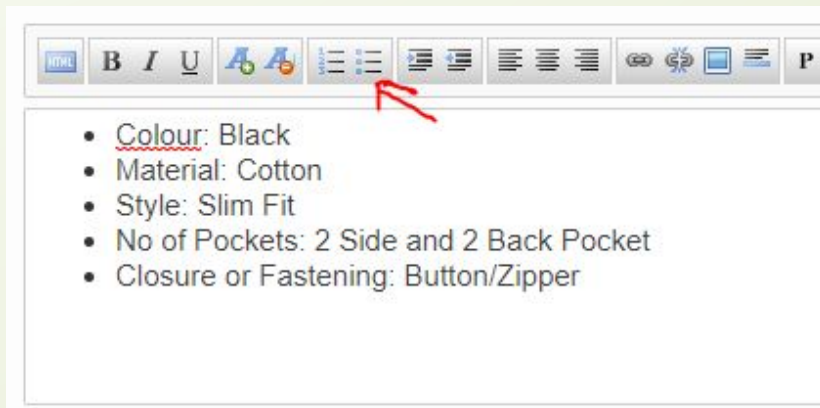 HTML B I U A A P
Colour: Black
Material: Cotton
Style: Slim Fit
No of Pockets: 2 Side and 2 Back Pocket
Closure or Fastening: Button/Zipper